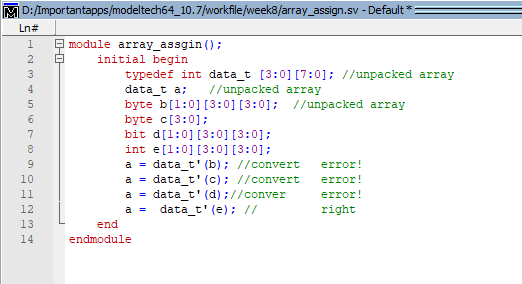 D:/Importantapps/modeltech64_10.7/workfile/week8/array_assign.sv - Default *
Ln#
1 module array_assgin();
2 initial begin
3 typedef int data_t [3:0][7:0]; //unpacked array
4 data_t a; //unpacked array
5 byte b[1:0][3:0][3:0]; //unpacked array
6 byte c[3:0];
7 bit d[1:0][3:0][3:0];
8 int e[1:0][3:0][3:0];
9 a = data_t'(b); //convert error!
10 a = data_t'(c); //convert error!
11 a = data_t'(d);//conver error!
12 a = data_t'(e); // right
13 end
14 endmodule